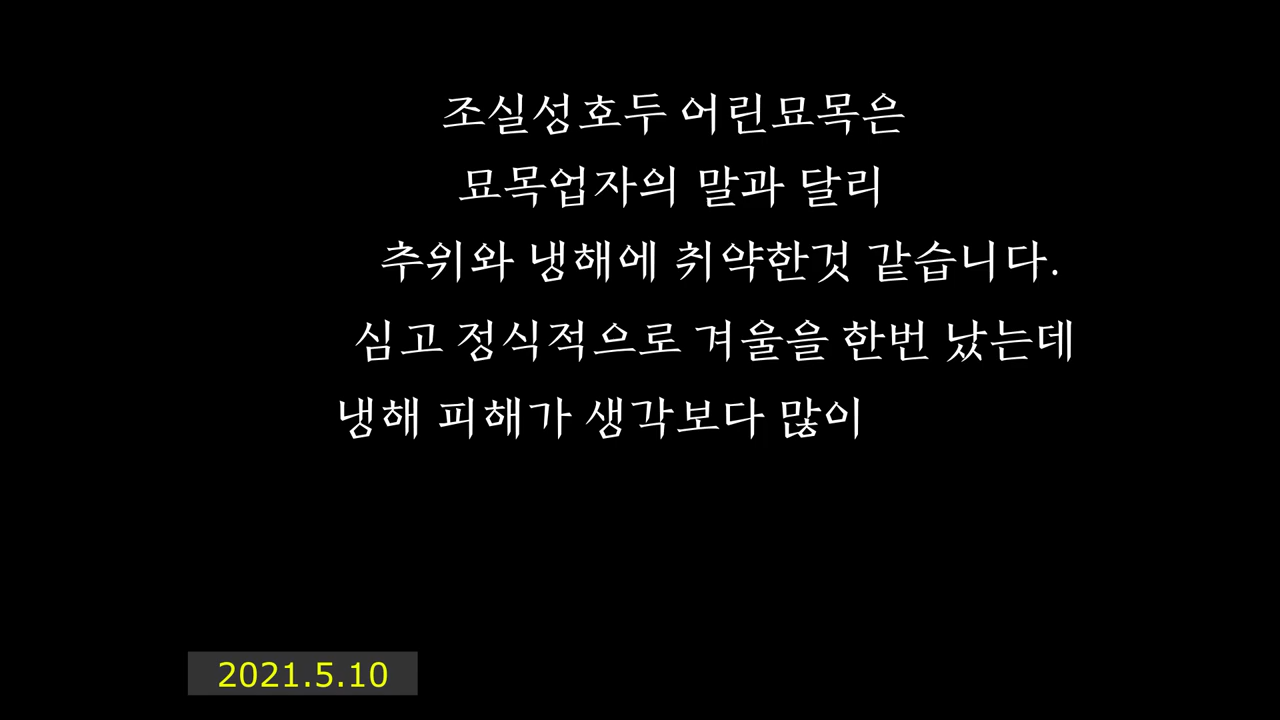 조실성호두 어린묘목은
묘목업자의 말과 달리
추위와 냉해에 취약한것 같습니다.
심고 정식적으로 겨울을 한번 났는데
냉해 피해가 생각보다 많이
2021.5.10